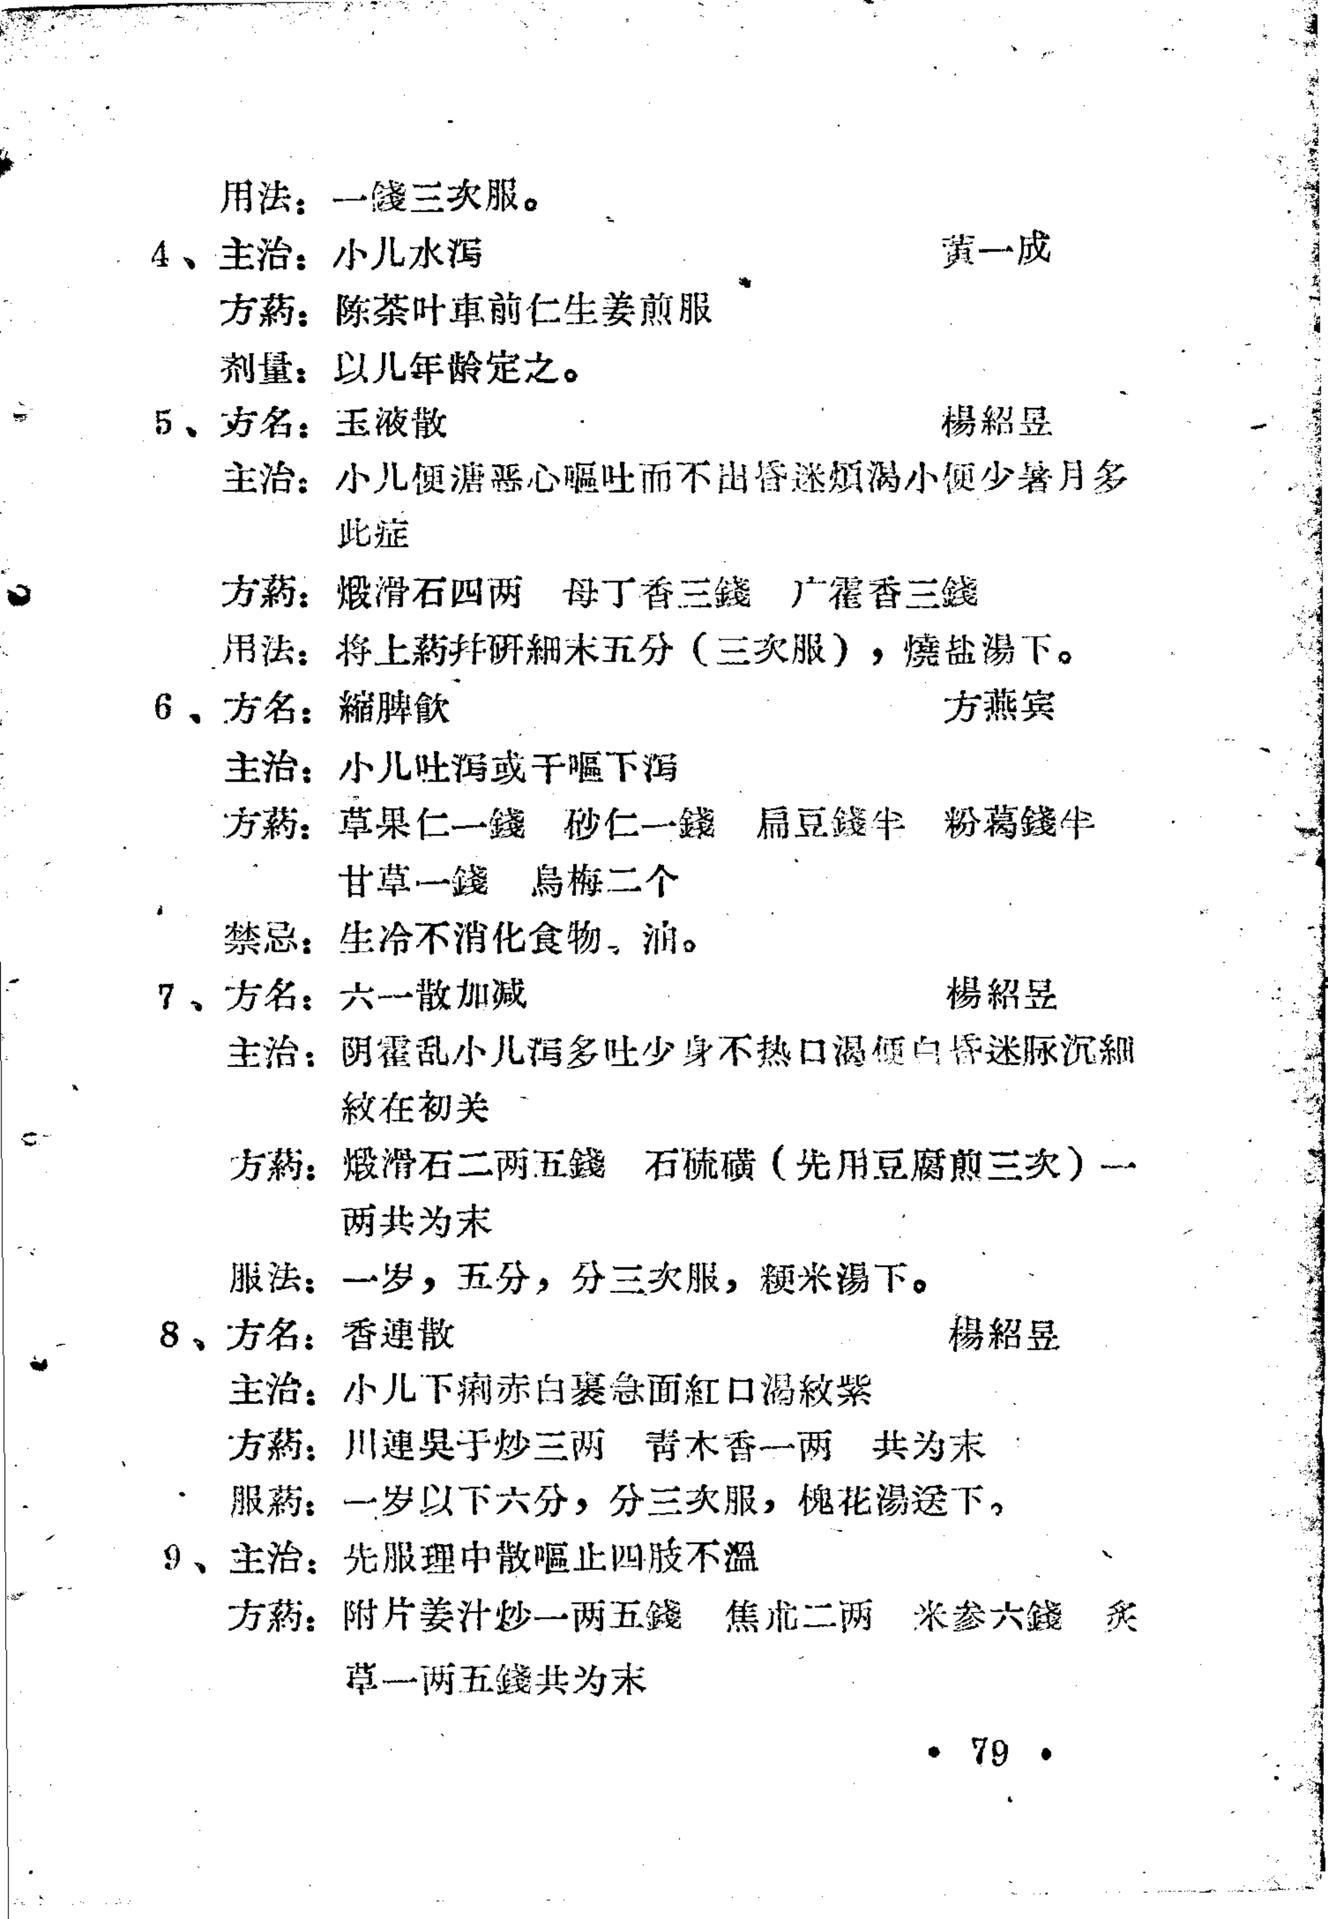 用法：一錢三次服。
4、主治：小儿水泻 黄一成
方葯：陈茶叶車前仁生姜煎服
剂量：以儿年龄定之。
5、方名：玉液散 楊紹昱
主治：小儿便溏恶心嘔吐而不出昏迷煩渴小便少暑月多
此症
方葯：煅滑石四两 母丁香三錢 广霍香三錢
用法：将上葯幷研細末五分（三次服），燒盐湯下。
6、方名：縮脾飲 方燕宾
主治：小儿吐泻或干嘔下泻
方葯：草果仁一錢 砂仁一錢 扁豆錢半 粉葛錢半
甘草一錢 烏梅二个
禁忌：生冷不消化食物、油。
7、方名：六一散加减 楊紹昱
主治：阴霍乱小儿泻多吐少身不热口渴便白昏迷脉沉細
紋在初关
方葯：煅滑石二两五錢 石硫磺（先用豆腐煎三次）一
两共为末
服法：一岁，五分，分三次服，粳米湯下。
8、方名：香連散 楊紹昱
主治：小儿下痢赤白裹急面紅口渴紋紫
方葯：川連吳于炒三两 青木香一两 共为末
服葯：一岁以下六分，分三次服，槐花湯送下。
9、主治：先服理中散嘔止四肢不溫
方葯：附片姜汁炒一两五錢 焦朮二两 米参六錢 炙
草一两五錢共为末
• 79 •